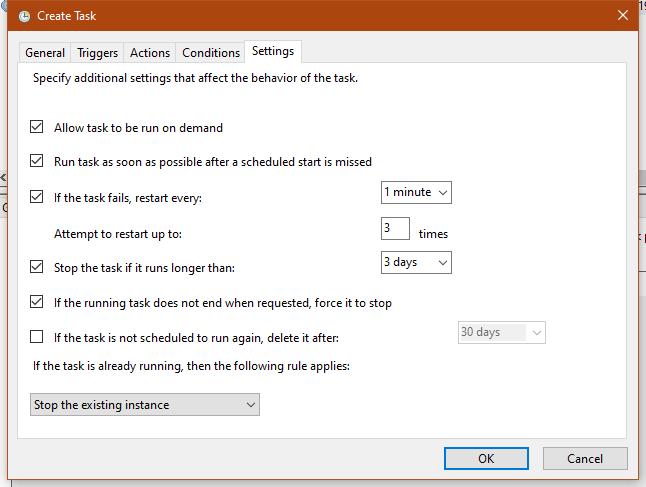 Create Task
General Triggers Actions Conditions Settings
Specify additional settings that affect the behavior of the task.
Allow task to be run on demand
Run task as soon as possible after a scheduled start is missed
If the task fails, restart every: 1 minute
Attempt to restart up to: 3 times
Stop the task if it runs longer than: 3 days
If the running task does not end when requested, force it to stop
If the task is not scheduled to run again, delete it after: 30 days
If the task is already running, then the following rule applies:
Stop the existing instance
OK Cancel